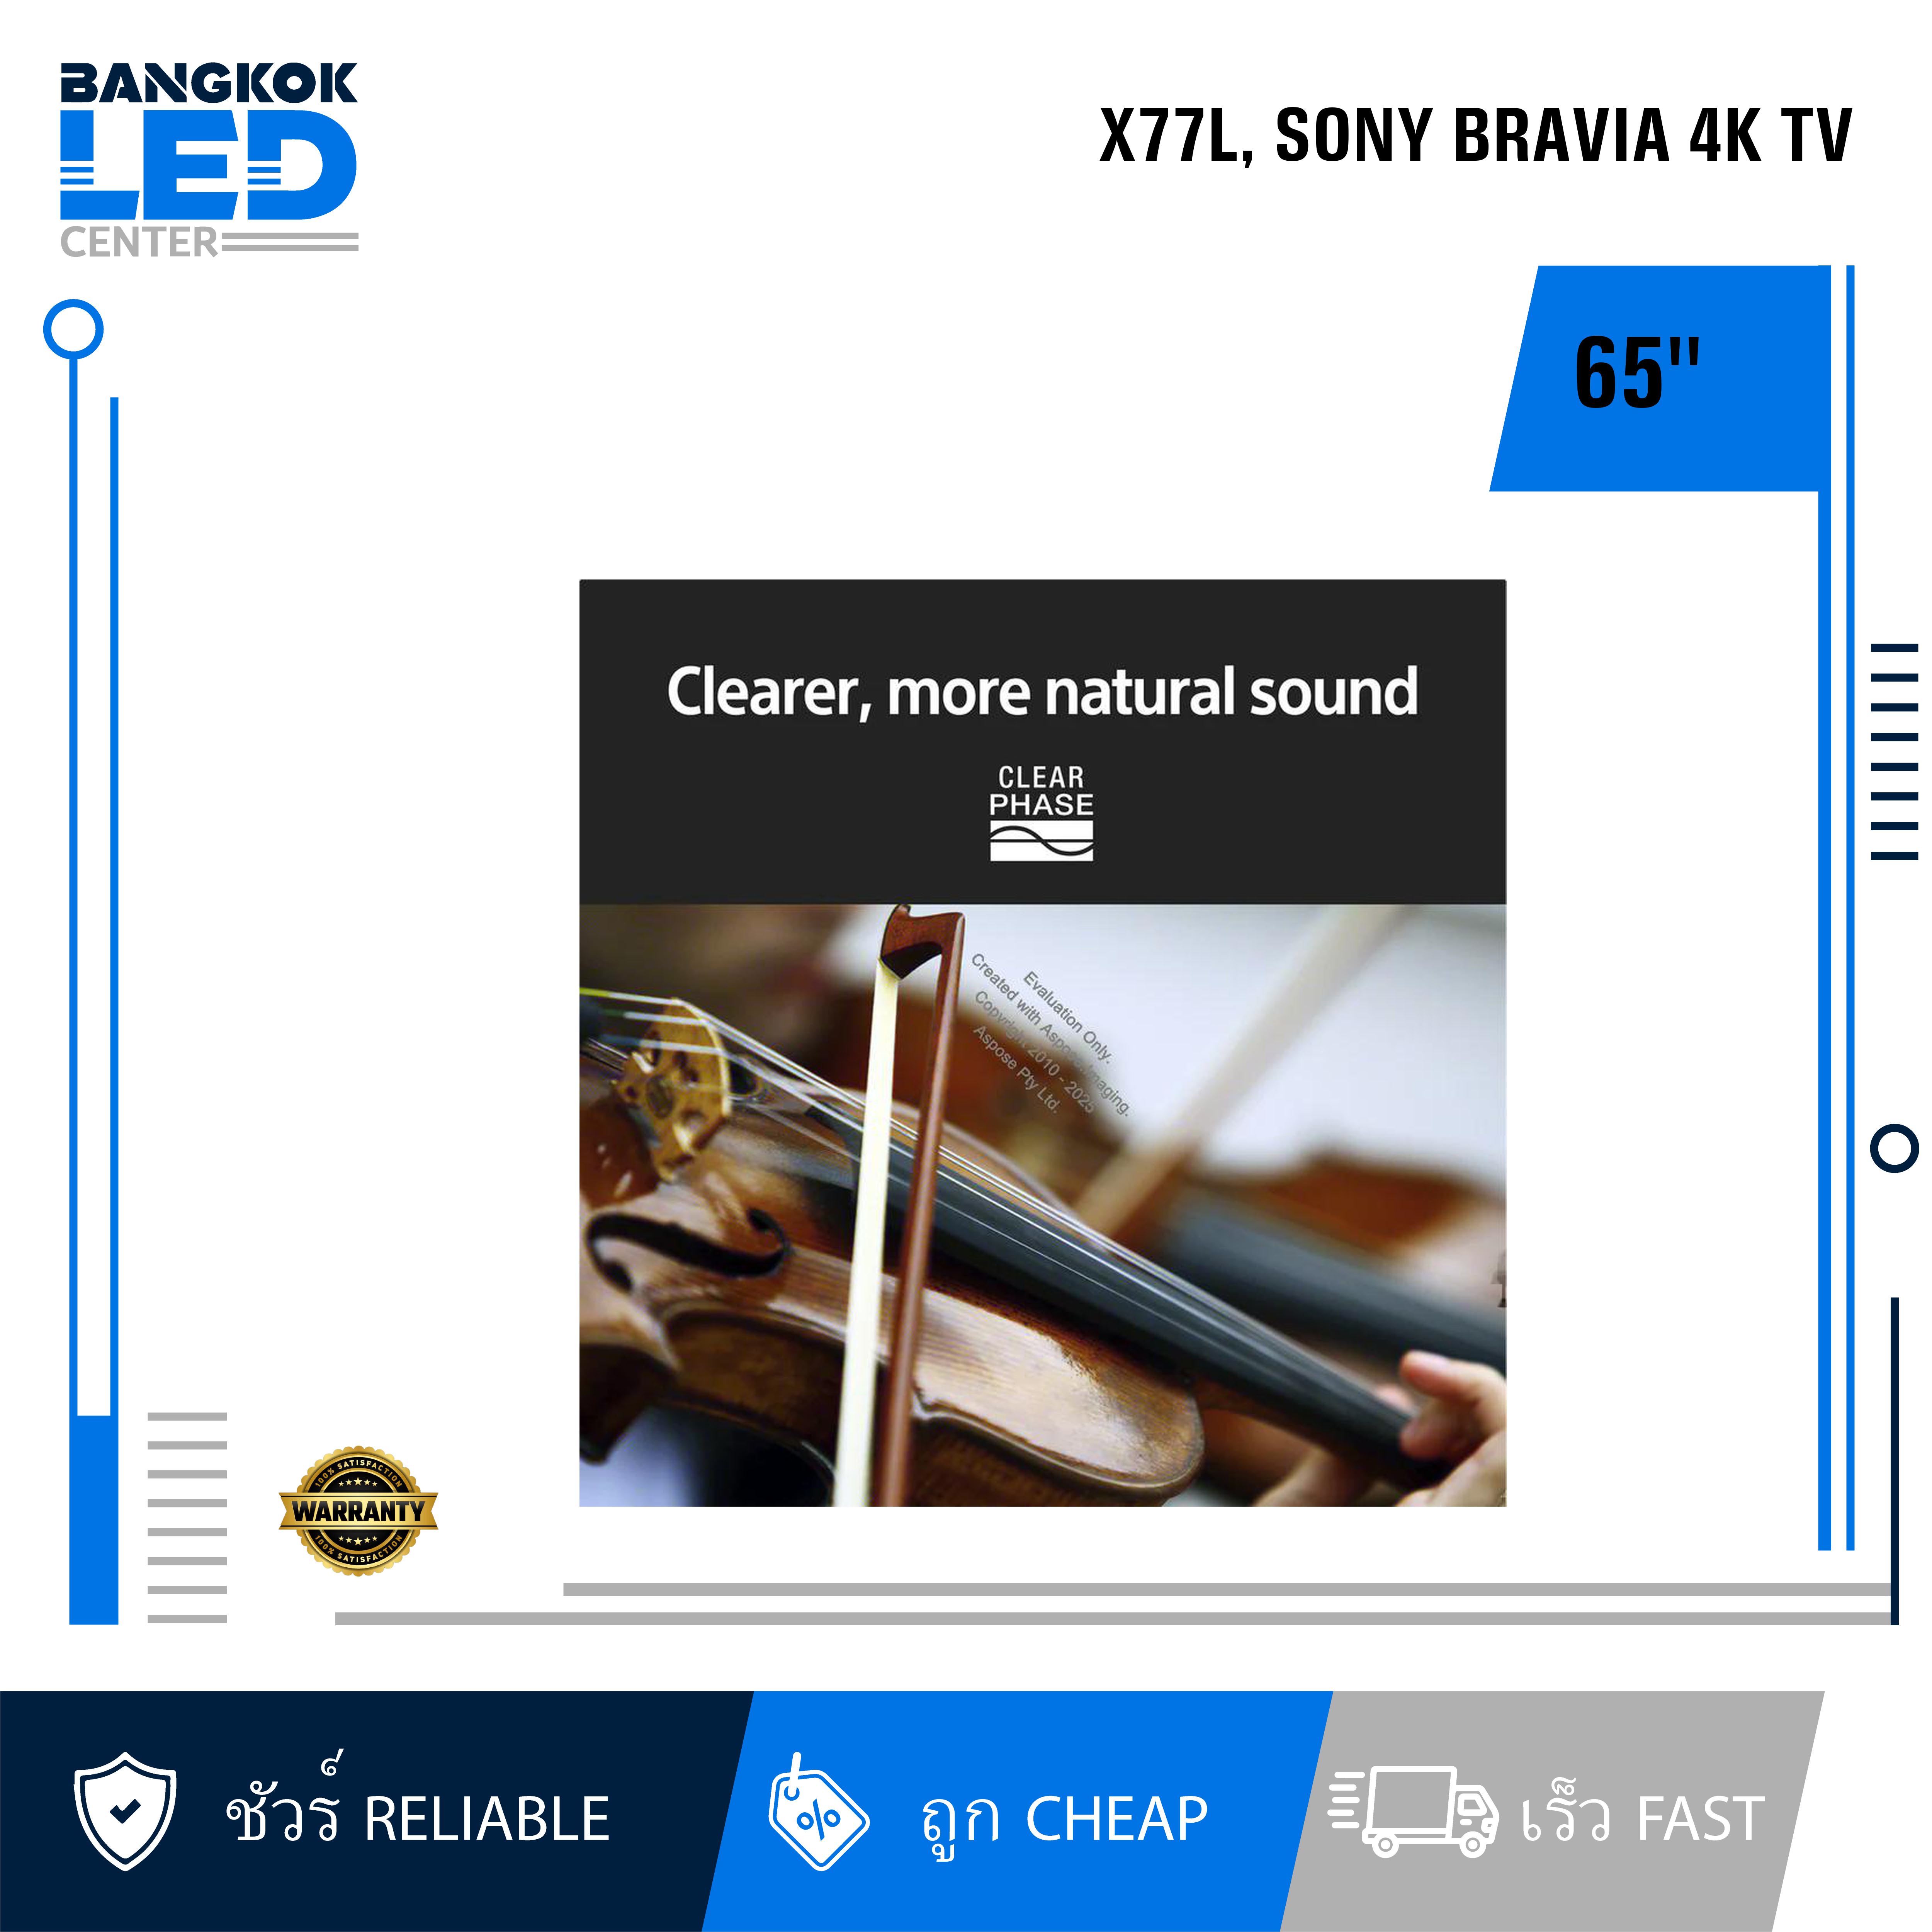 BANGKOK
LED
CENTER
X77L, SONY BRAVIA 4K TV
65"
Clearer, more natural sound
CLEAR
PHASE
Evaluation Only.
Created with Aspose.Imaging.
Copyright 2010 - 2025
Aspose Pty Ltd.
100% SATISFACTION
WARRANTY
100% SATISFACTION
ชัวร์ RELIABLE
% ถูก CHEAP
เร็ว FAST